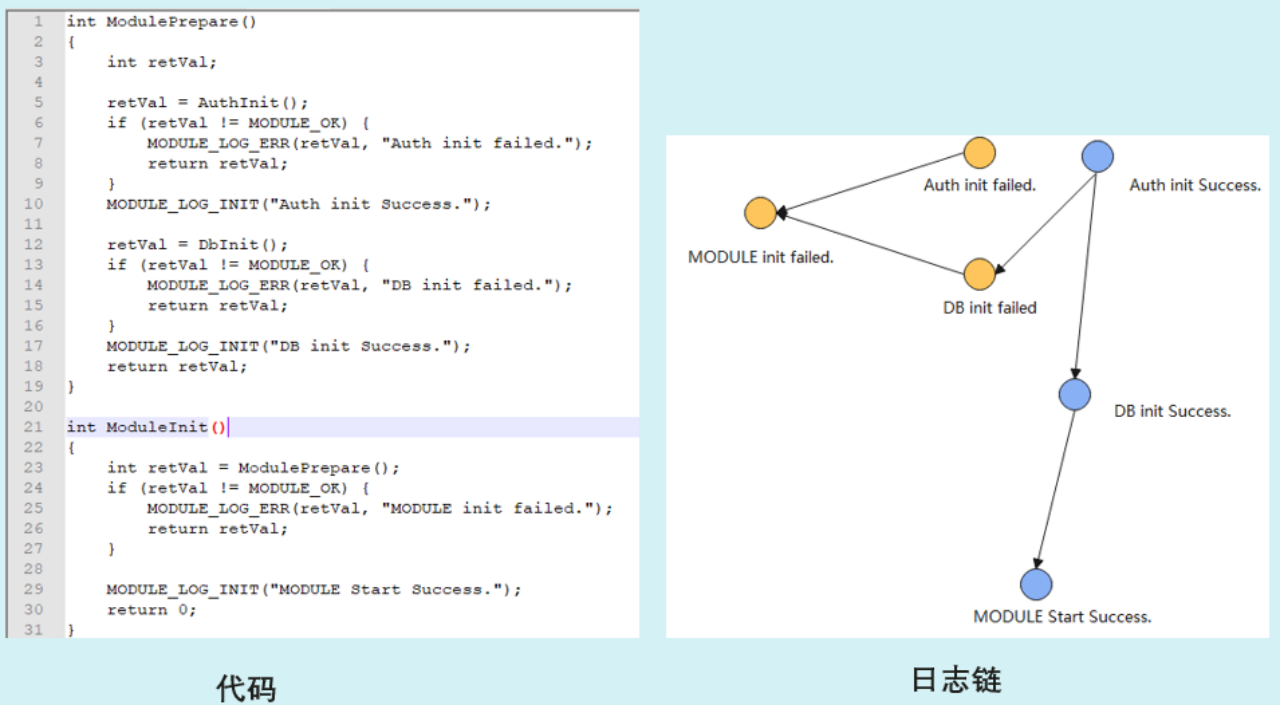 1 int ModulePrepare()
2 {
3     int retVal;
4
5     retVal = AuthInit();
6     if (retVal != MODULE_OK) {
7         MODULE_LOG_ERR(retVal, "Auth init failed.");
8         return retVal;
9     }
10     MODULE_LOG_INIT("Auth init Success.");
11
12     retVal = DbInit();
13     if (retVal != MODULE_OK) {
14         MODULE_LOG_ERR(retVal, "DB init failed.");
15         return retVal;
16     }
17     MODULE_LOG_INIT("DB init Success.");
18     return retVal;
19 }
20
21 int ModuleInit()
22 {
23     int retVal = ModulePrepare();
24     if (retVal != MODULE_OK) {
25         MODULE_LOG_ERR(retVal, "MODULE init failed.");
26         return retVal;
27     }
28
29     MODULE_LOG_INIT("MODULE Start Success.");
30     return 0;
31 }
代码
Auth init failed.
Auth init Success.
MODULE init failed.
DB init failed
DB init Success.
MODULE Start Success.
日志链